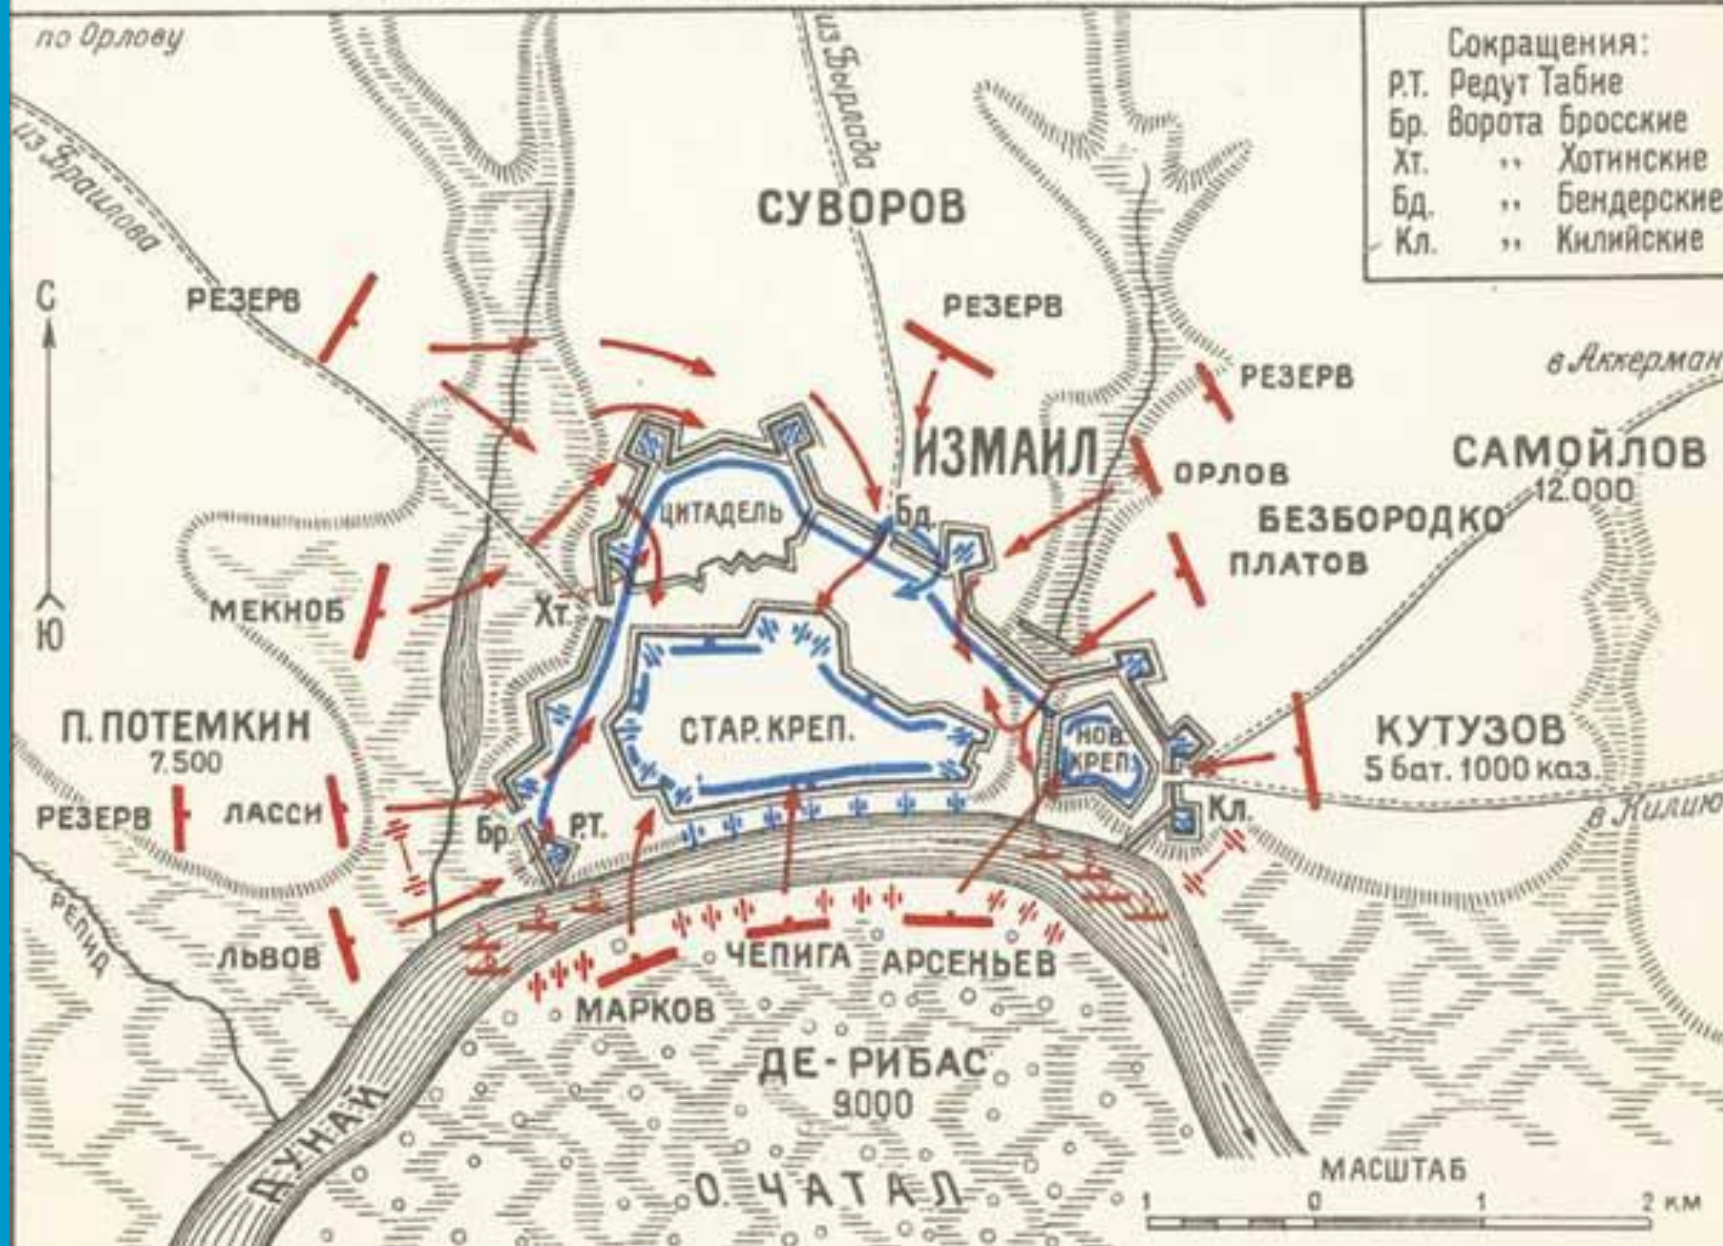 по Орлову
Сокращения:
Р.Т. Редут Табие
Бр. Ворота Бросские
Хт. ,, Хотинские
Бд. ,, Бендерские
Кл. ,, Килийские
из Браилова
из Бырлада
СУВОРОВ
С
Ю
РЕЗЕРВ
РЕЗЕРВ
РЕЗЕРВ
в Аккерман
ИЗМАИЛ
САМОЙЛОВ
12.000
ОРЛОВ
БЕЗБОРОДКО
ПЛАТОВ
ЦИТАДЕЛЬ
Бд.
МЕКНОБ
Хт.
П. ПОТЕМКИН
7.500
СТАР. КРЕП.
НОВ.
КРЕП.
КУТУЗОВ
5 бат. 1000 каз.
РЕЗЕРВ
ЛАССИ
Бр.
Р.Т.
Кл.
в Килию
РЕПИД
ЛЬВОВ
ЧЕПИГА
АРСЕНЬЕВ
МАРКОВ
ДЕ-РИБАС
9.000
ДУНАЙ
О. ЧАТАЛ
МАСШТАБ
1 0 1 2 км